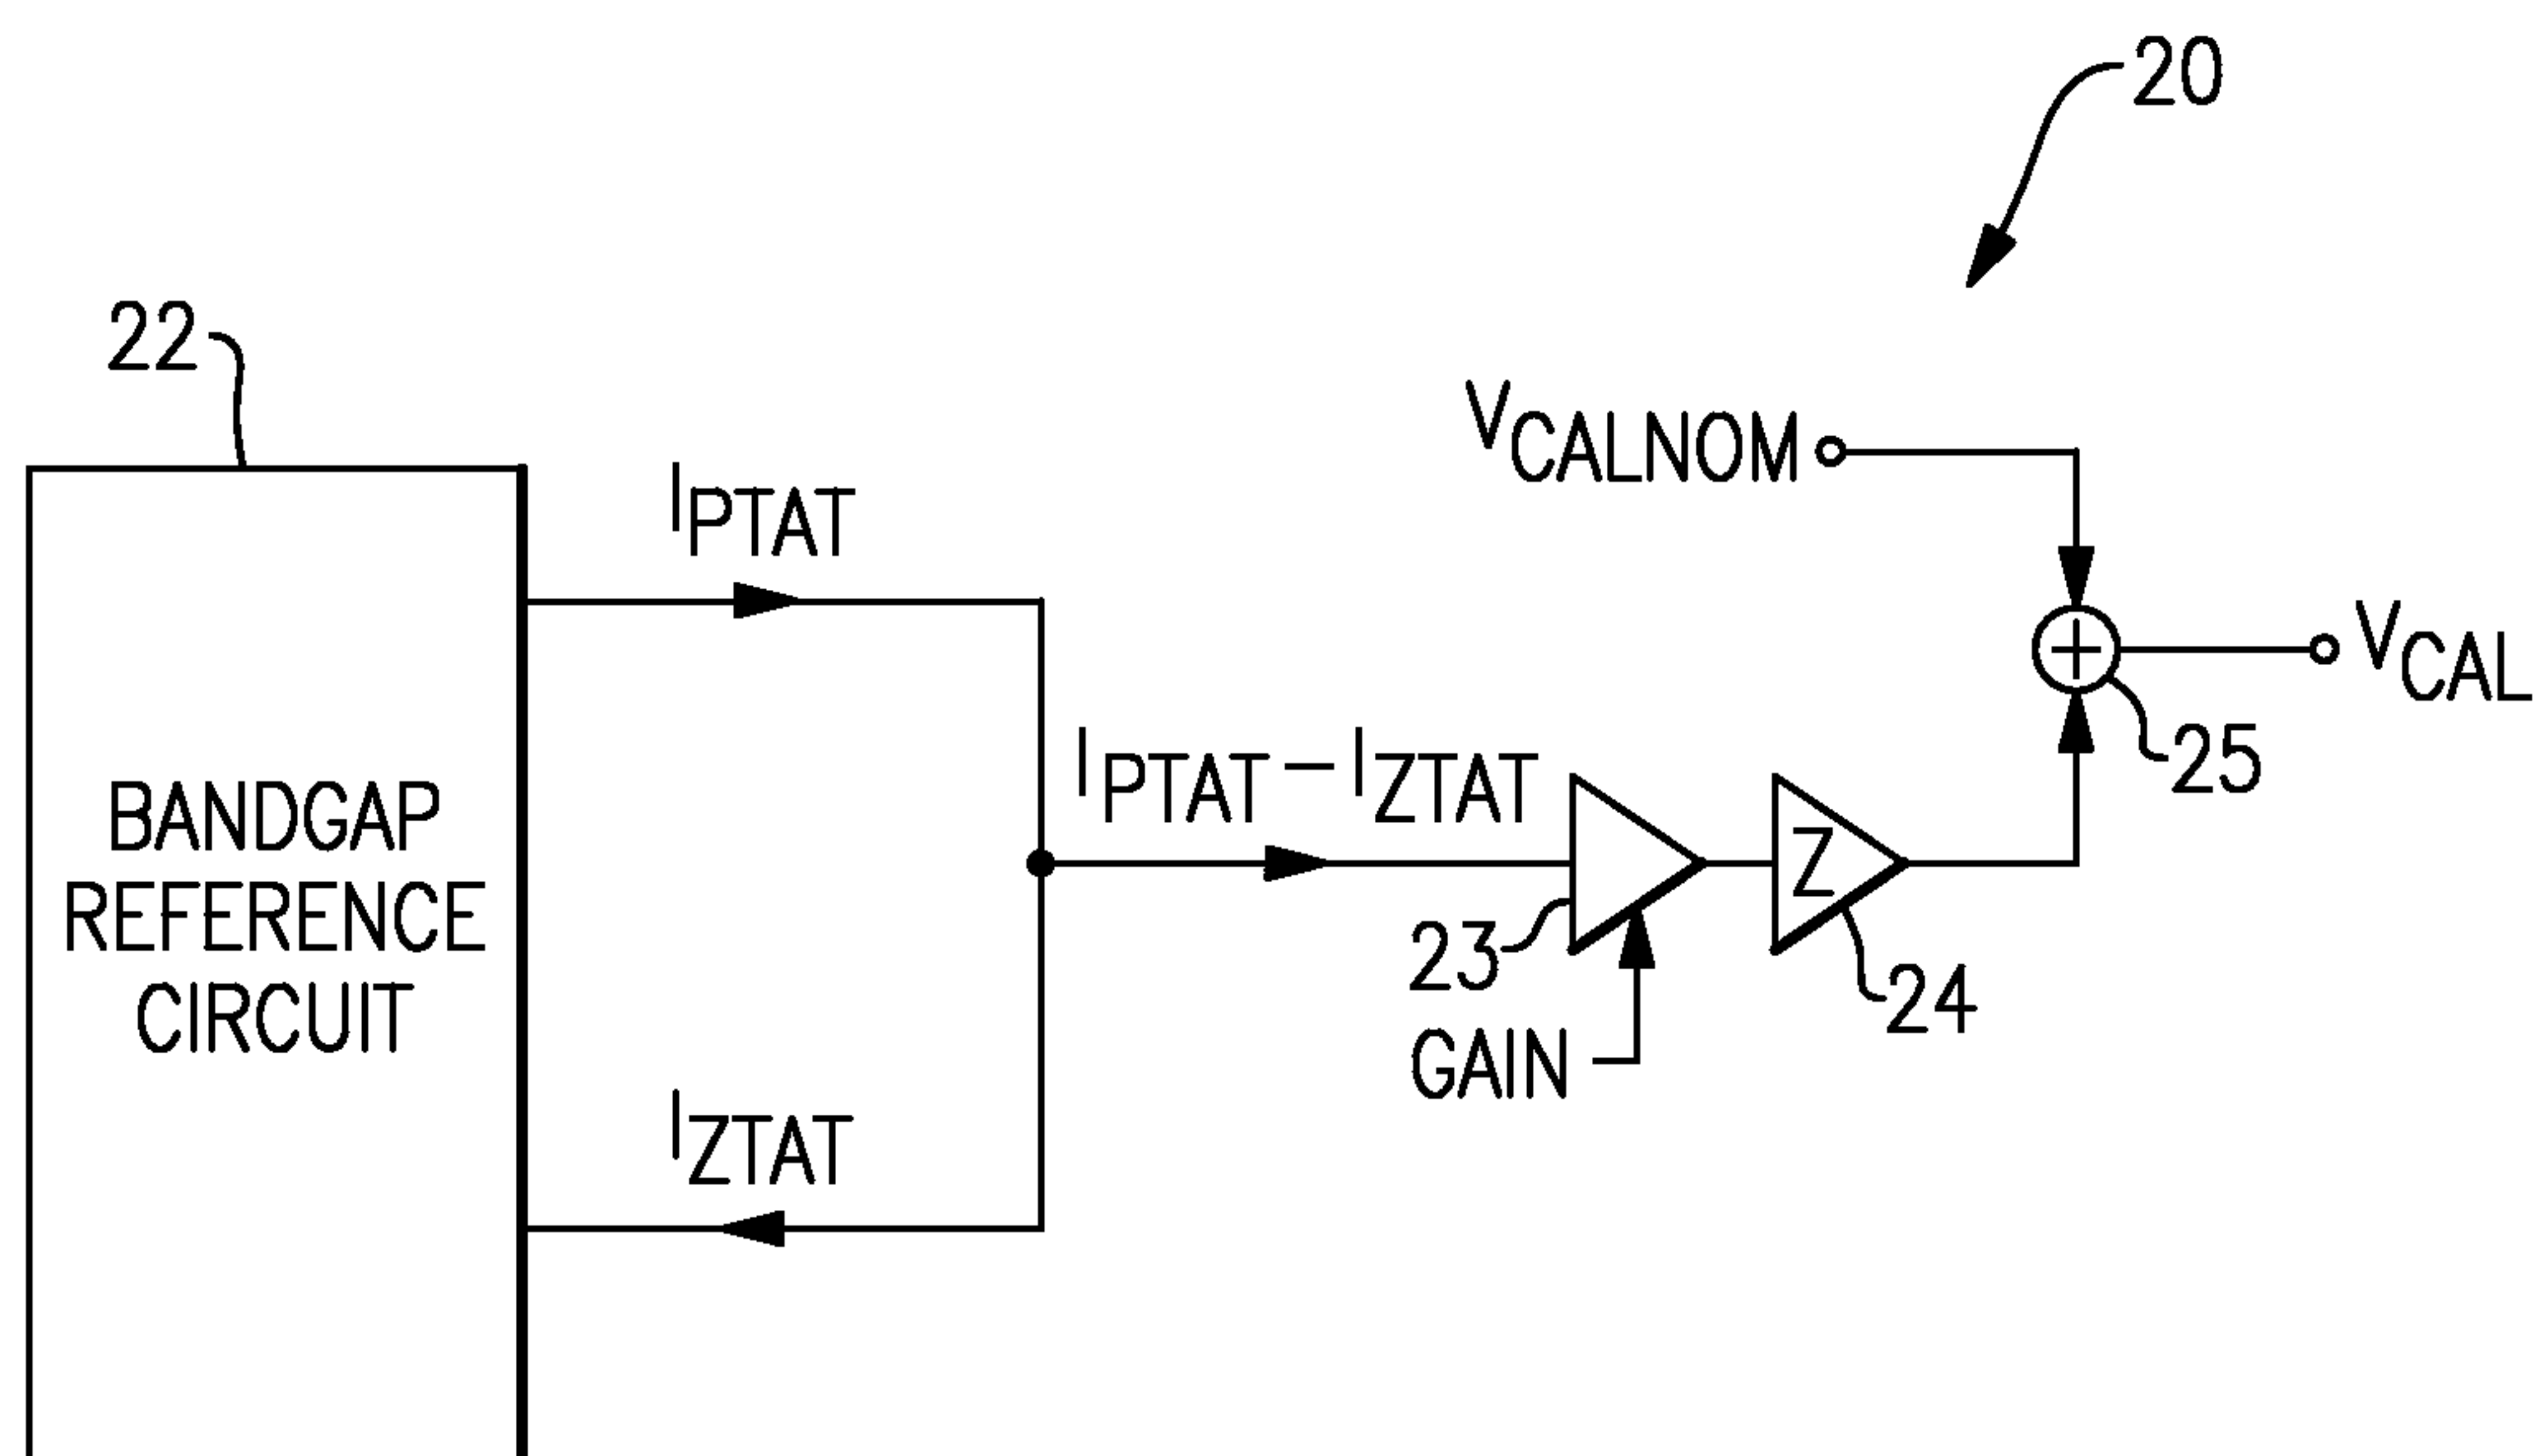 20
22
VCALNOM
IPTAT
VCAL
25
IPTAT–IZTAT
BANDGAP
REFERENCE
CIRCUIT
Z
23
24
GAIN
IZTAT